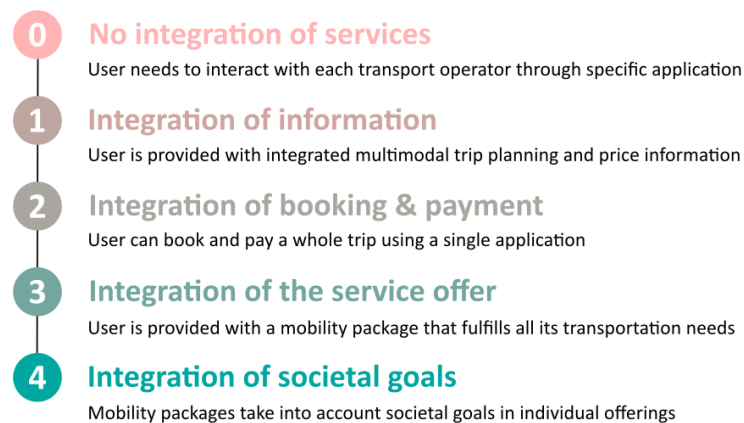 0
No integration of services
User needs to interact with each transport operator through specific application
1
Integration of information
User is provided with integrated multimodal trip planning and price information
2
Integration of booking & payment
User can book and pay a whole trip using a single application
3
Integration of the service offer
User is provided with a mobility package that fulfills all its transportation needs
4
Integration of societal goals
Mobility packages take into account societal goals in individual offerings